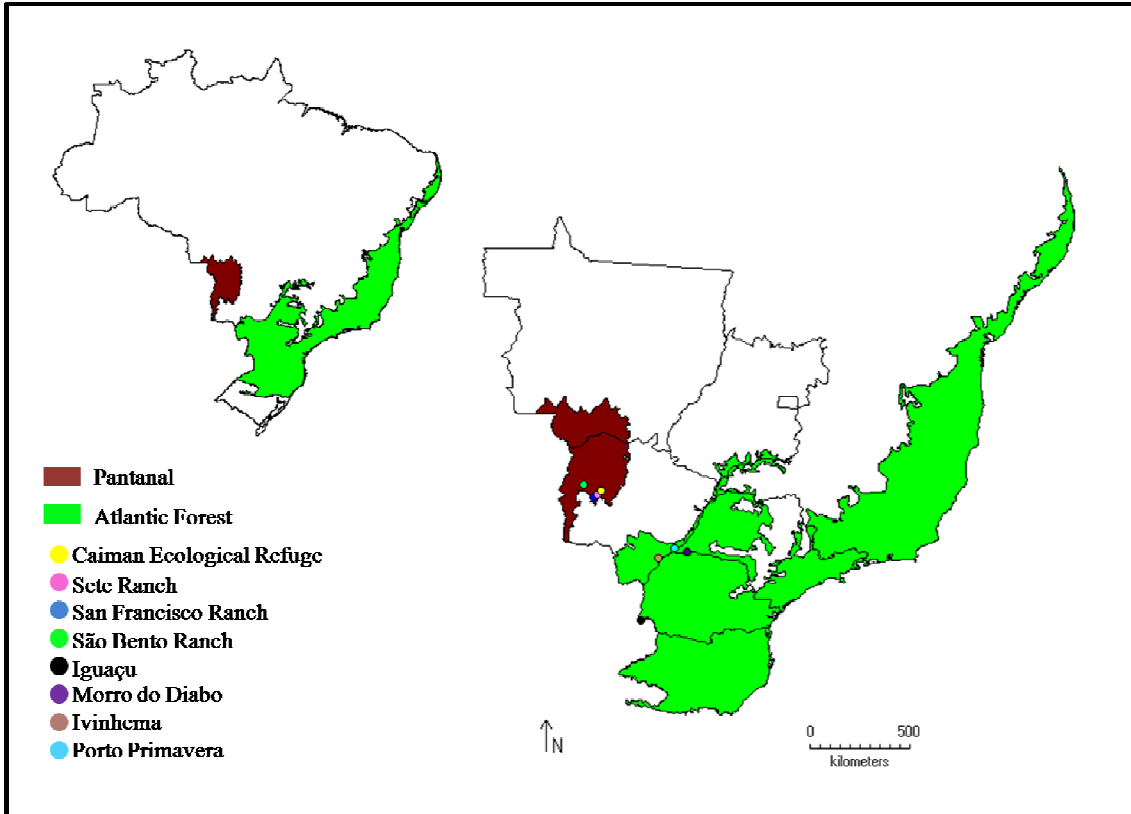 Pantanal
Atlantic Forest
Caiman Ecological Refuge
Sete Ranch
San Francisco Ranch
São Bento Ranch
Iguaçu
Morro do Diabo
Ivinhema
Porto Primavera
N
0 500
kilometers